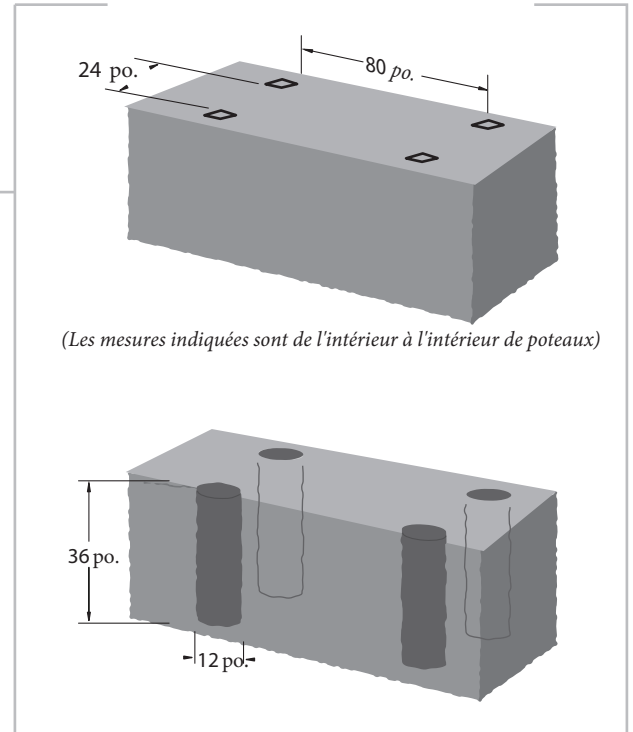 24 po.
80 po.
(Les mesures indiquées sont de l'intérieur à l'intérieur de poteaux)
36 po.
12 po.